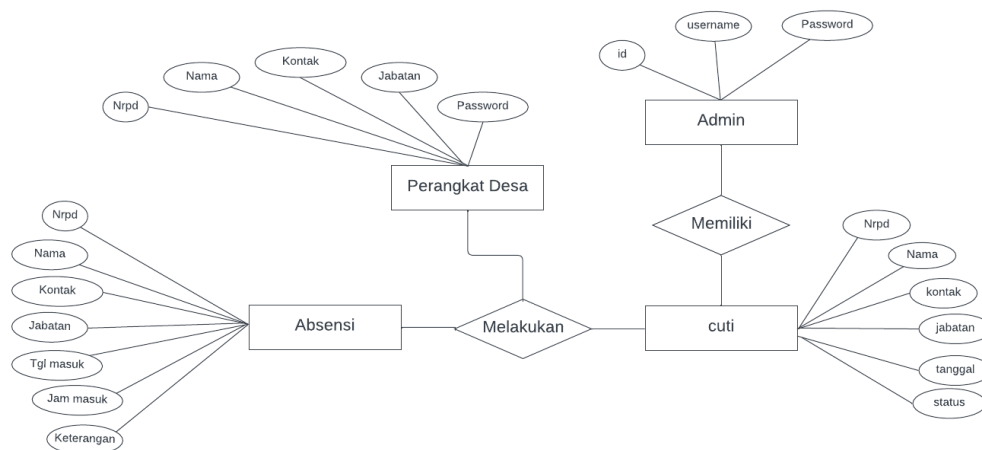 username
Password
id
Kontak
Nama
Jabatan
Nrpd
Password
Admin
Perangkat Desa
Nrpd
Memiliki
Nrpd
Nama
Nama
Kontak
kontak
Absensi
Melakukan
cuti
Jabatan
jabatan
Tgl masuk
tanggal
Jam masuk
status
Keterangan